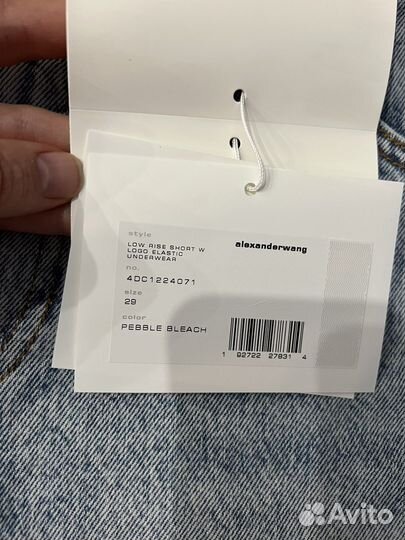 style
LOW RISE SHORT W
LOGO ELASTIC
UNDERWEAR
no.
4DC1224071
size
29
color
PEBBLE BLEACH
alexanderwang
1 92722 27831 4
Avito